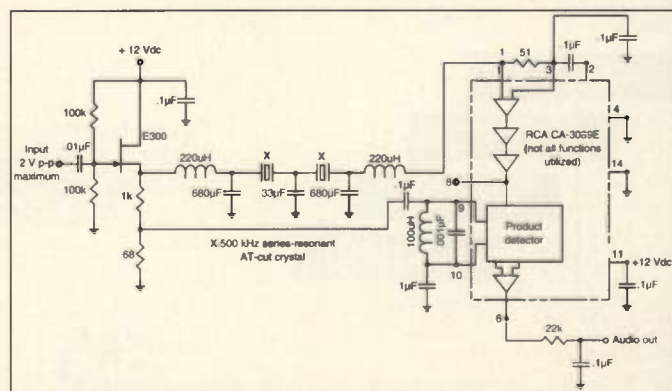 + 12 Vdc
.1µF
100k
E300
.01µF
Input
2 V p-p
maximum
100k
1k
68
220uH
X
X
220uH
680µF
33µF
680µF
X-500 kHz series-resonant
AT-cut crystal
.1µF
100uH
.001µF
9
10
1µF
1
1
51
3
.1µF
2
.1µF
RCA CA-3089E
(not all functions
utilized)
4
14
8
Product
detector
11
+12 Vdc
.1µF
6
22k
Audio out
.1µF